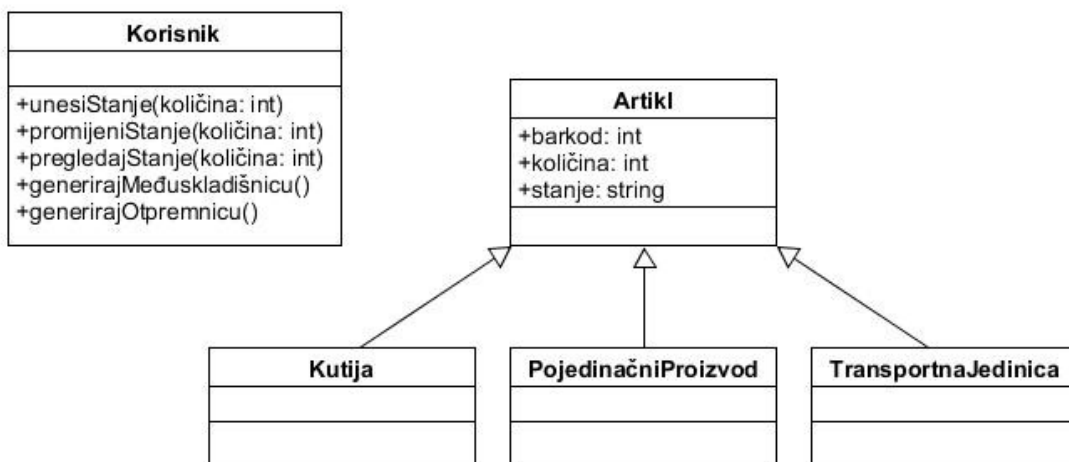 Korisnik
+unesiStanje(količina: int)
+promijeniStanje(količina: int)
+pregledajStanje(količina: int)
+generirajMeđuskladišnicu()
+generirajOtpremnicu()
Artikl
+barkod: int
+količina: int
+stanje: string
Kutija
PojedinačniProizvod
TransportnaJedinica